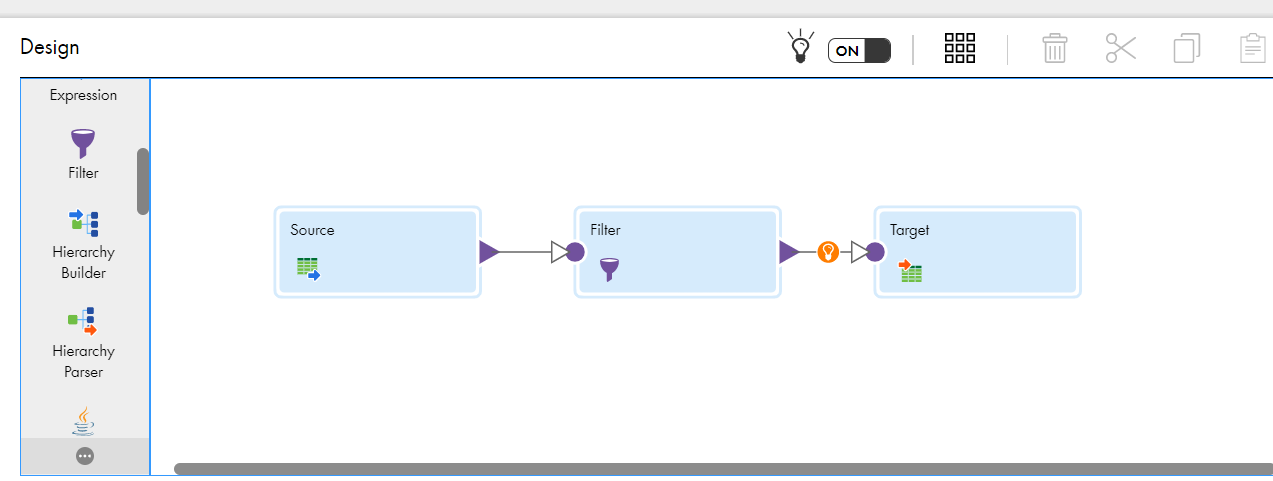 Design
ON
Expression
Filter
Hierarchy
Builder
Hierarchy
Parser
Source
Filter
Target